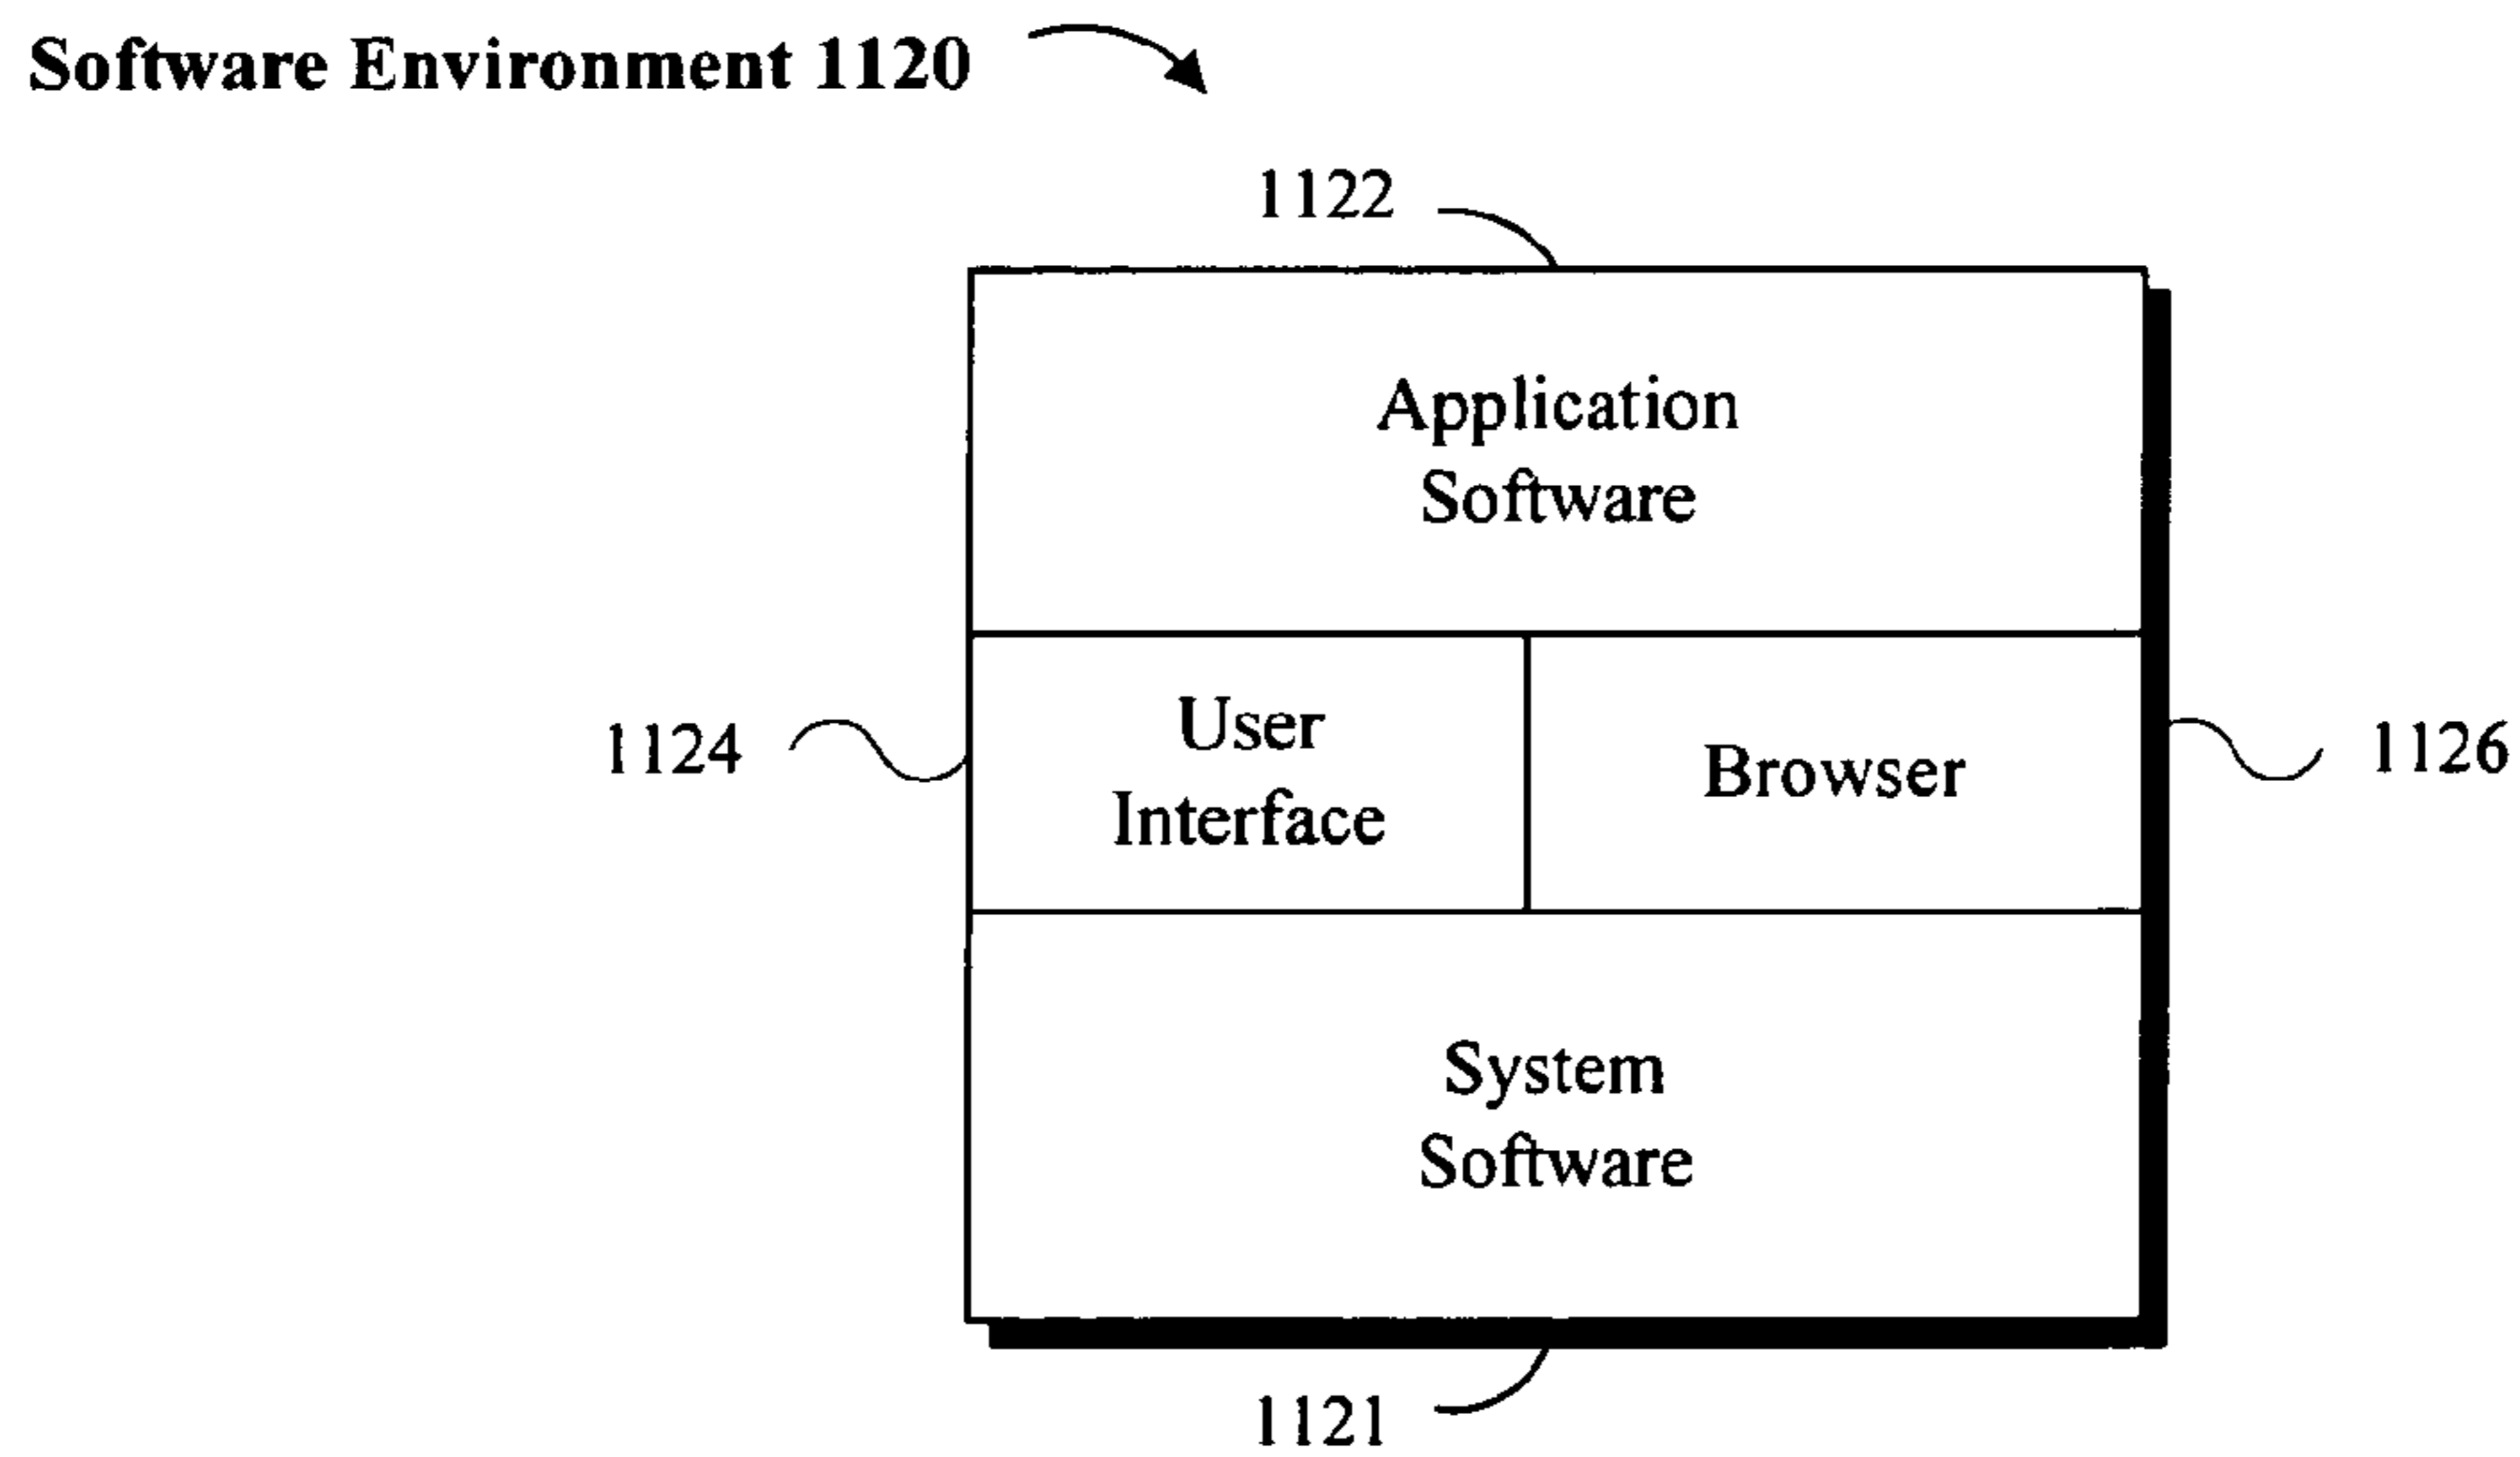 Software Environment 1120
1122
Application
Software
1124
User
Interface
Browser
1126
System
Software
1121